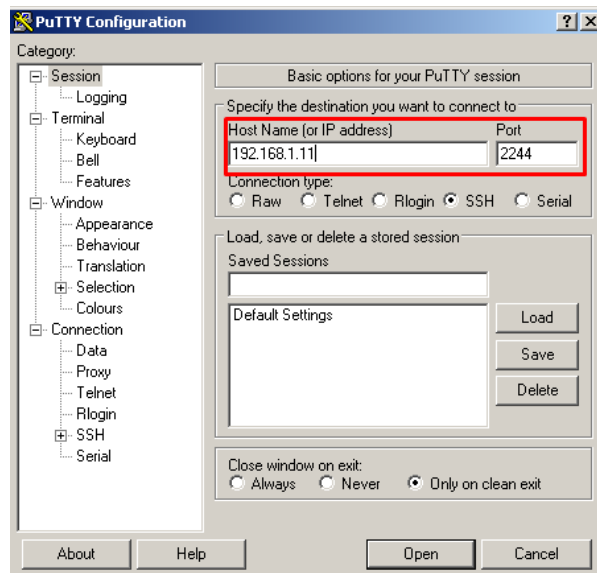 PuTTY Configuration
Category:
Session
Logging
Terminal
Keyboard
Bell
Features
Window
Appearance
Behaviour
Translation
Selection
Colours
Connection
Data
Proxy
Telnet
Rlogin
SSH
Serial
Basic options for your PuTTY session
Specify the destination you want to connect to
Host Name (or IP address) Port
192.168.1.11 2244
Connection type:
Raw Telnet Rlogin SSH Serial
Load, save or delete a stored session
Saved Sessions
Default Settings
Load
Save
Delete
Close window on exit:
Always Never Only on clean exit
About Help Open Cancel